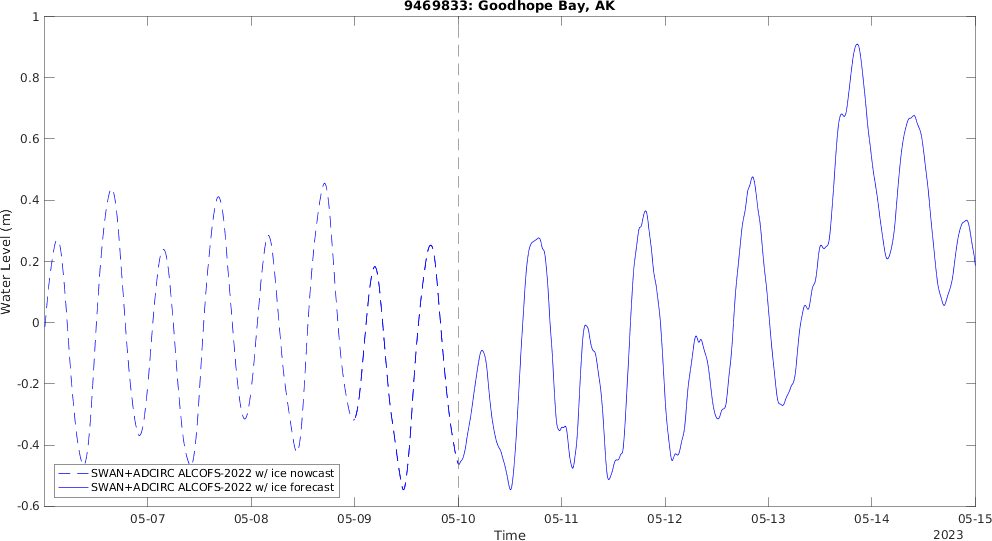 9469833: Goodhope Bay, AK
1
0.8
0.6
0.4
0.2
0
-0.2
-0.4
-0.6
Water Level (m)
SWAN+ADCIRC ALCOFS-2022 w/ ice nowcast
SWAN+ADCIRC ALCOFS-2022 w/ ice forecast
05-07 05-08 05-09 05-10 05-11 05-12 05-13 05-14 05-15
Time
2023